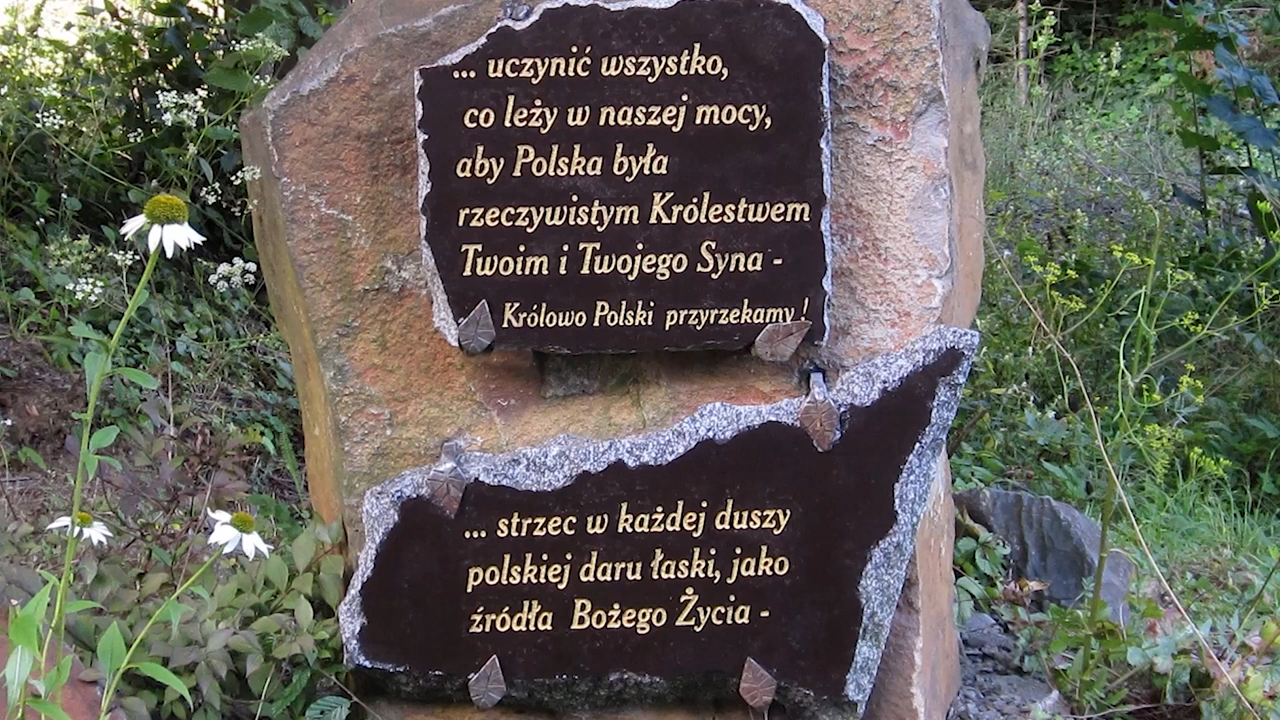 ... uczynić wszystko,
co leży w naszej mocy,
aby Polska była
rzeczywistym Królestwem
Twoim i Twojego Syna -
Królowo Polski przyrzekamy!
... strzec w każdej duszy
polskiej daru łaski, jako
źródła Bożego Życia -